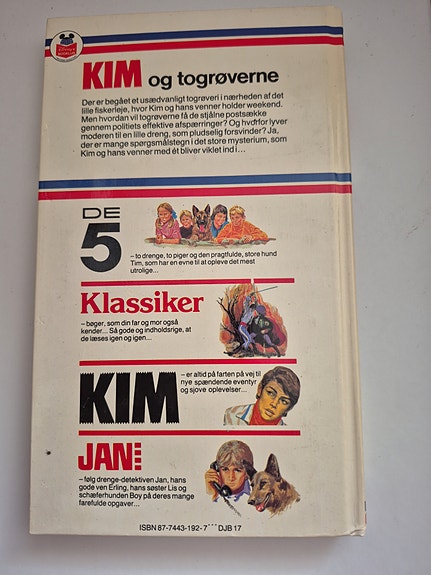 KIM og togrøverne
Der er begået et usædvanligt togrøveri i nærheden af det
lille fiskerleje, hvor Kim og hans venner holder weekend.
Men hvordan vil togrøverne få de stjålne postsække
gennem politiets effektive afspærringer? Og hvorfor lyver
moderen til en lille dreng, som pludselig forsvinder? Ja,
der er mange spørgsmålstegn i det store mysterium, som
Kim og hans venner med ét bliver viklet ind i...
DE
5
– to drenge, to piger og den pragtfulde, store hund
Tim, som har en evne til at opleve det mest
utrolige...
Klassiker
– bøger, som din far og mor også
kender... Så gode og indholdsrige, at
de læses igen og igen...
KIM
– er altid på farten på vej til
nye spændende eventyr
og sjove oplevelser...
JAN
– følg drenge-detektiven Jan, hans
gode ven Erling, hans søster Lis og
schæferhunden Boy på deres mange
farefulde opgaver...
ISBN 87-7443-192-7*** DJB 17